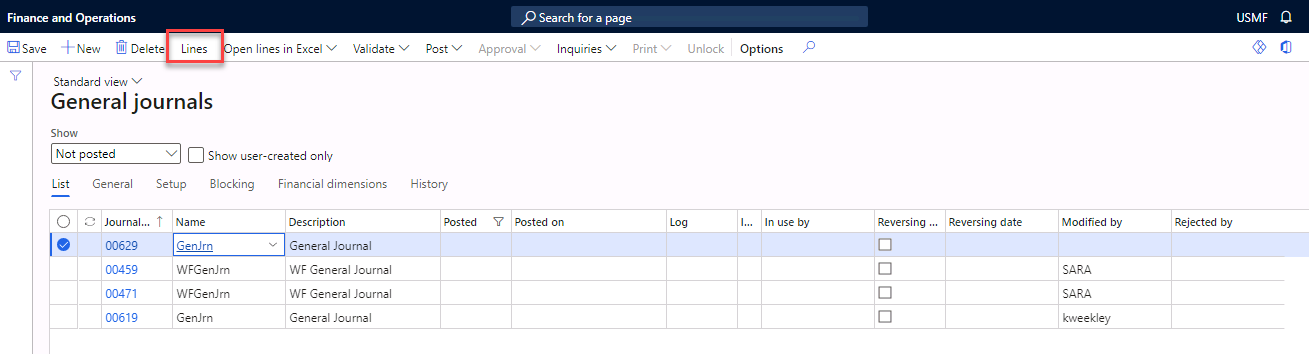 Finance and Operations Search for a page USMF
Save New Delete Lines Open lines in Excel Validate Post Approval Inquiries Print Unlock Options
Standard view
General journals
Show
Not posted Show user-created only
List General Setup Blocking Financial dimensions History
Journal... Name Description Posted Posted on Log I... In use by Reversing ... Reversing date Modified by Rejected by
00629 GenJrn General Journal
00459 WFGenJrn WF General Journal SARA
00471 WFGenJrn WF General Journal SARA
00619 GenJrn General Journal kweekley